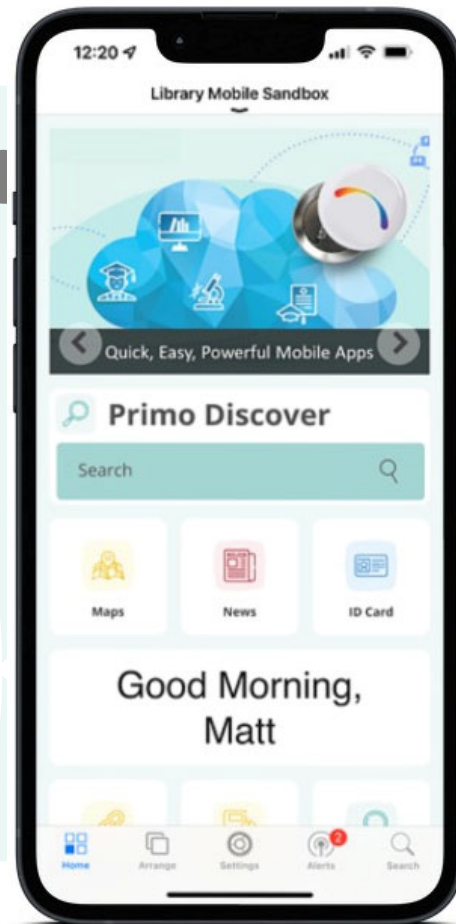 12:20
Library Mobile Sandbox
Quick, Easy, Powerful Mobile Apps
Primo Discover
Search
Maps
News
ID Card
Good Morning,
Matt
2
Home
Arrange
Settings
Alerts
Search